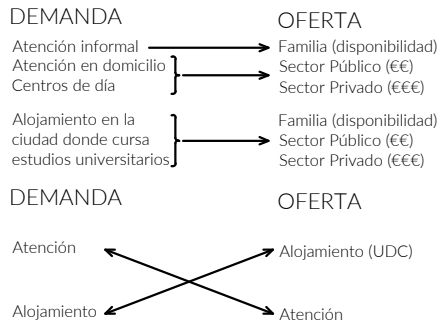 DEMANDA
OFERTA
Atención informal
Familia (disponibilidad)
Atención en domicilio
Sector Público (€€)
Centros de día
Sector Privado (€€€)
Alojamiento en la
Familia (disponibilidad)
ciudad donde cursa
Sector Público (€€)
estudios universitarios
Sector Privado (€€€)
DEMANDA
OFERTA
Atención
Alojamiento (UDC)
Alojamiento
Atención